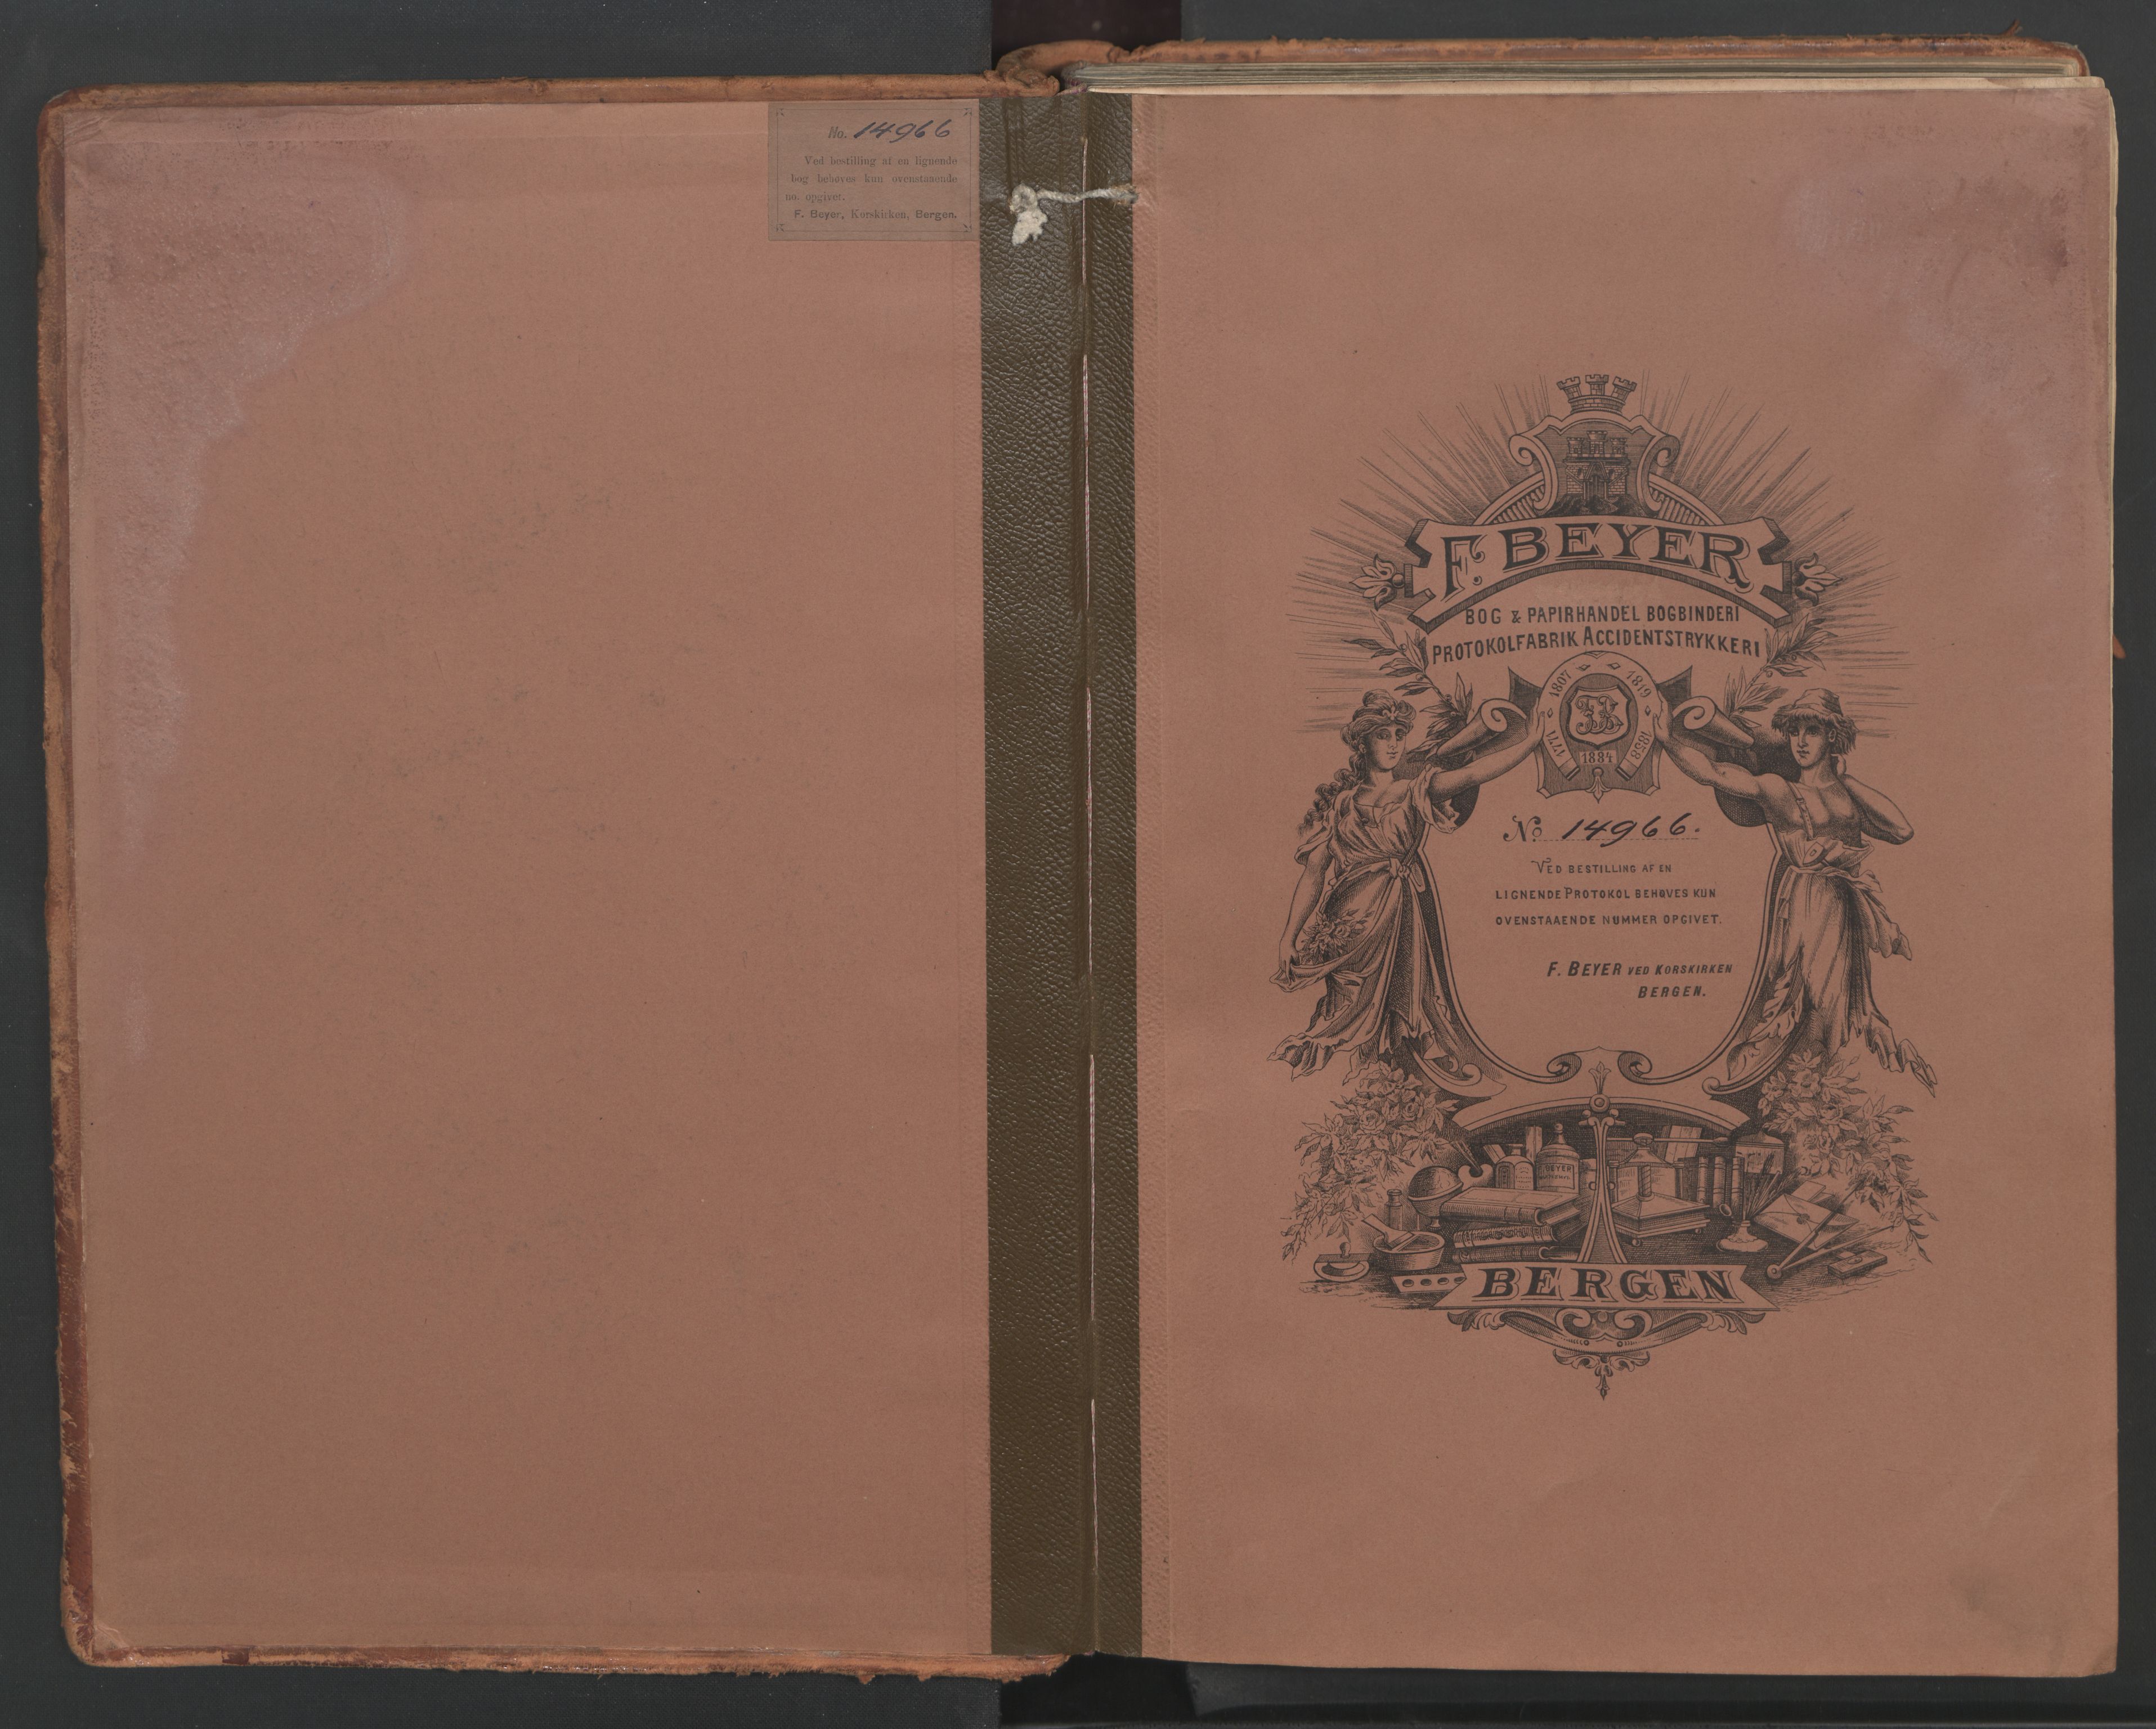 No. 14966
Ved bestilling af en lignende
bog behøves kun ovenstaaende
no. opgivet.
F. Beyer, Korskirken, Bergen.
F. BEYER
BOG & PAPIRHANDEL BOGBINDERI
PROTOKOLFABRIK ACCIDENTSTRYKKERI
1771 1807 1819 1858
1884
No 14966.
VED BESTILLING AF EN
LIGNENDE PROTOKOL BEHØVES KUN
OVENSTAAENDE NUMMER OPGIVET.
F. BEYER VED KORSKIRKEN
BERGEN.
BEYER
BERGEN